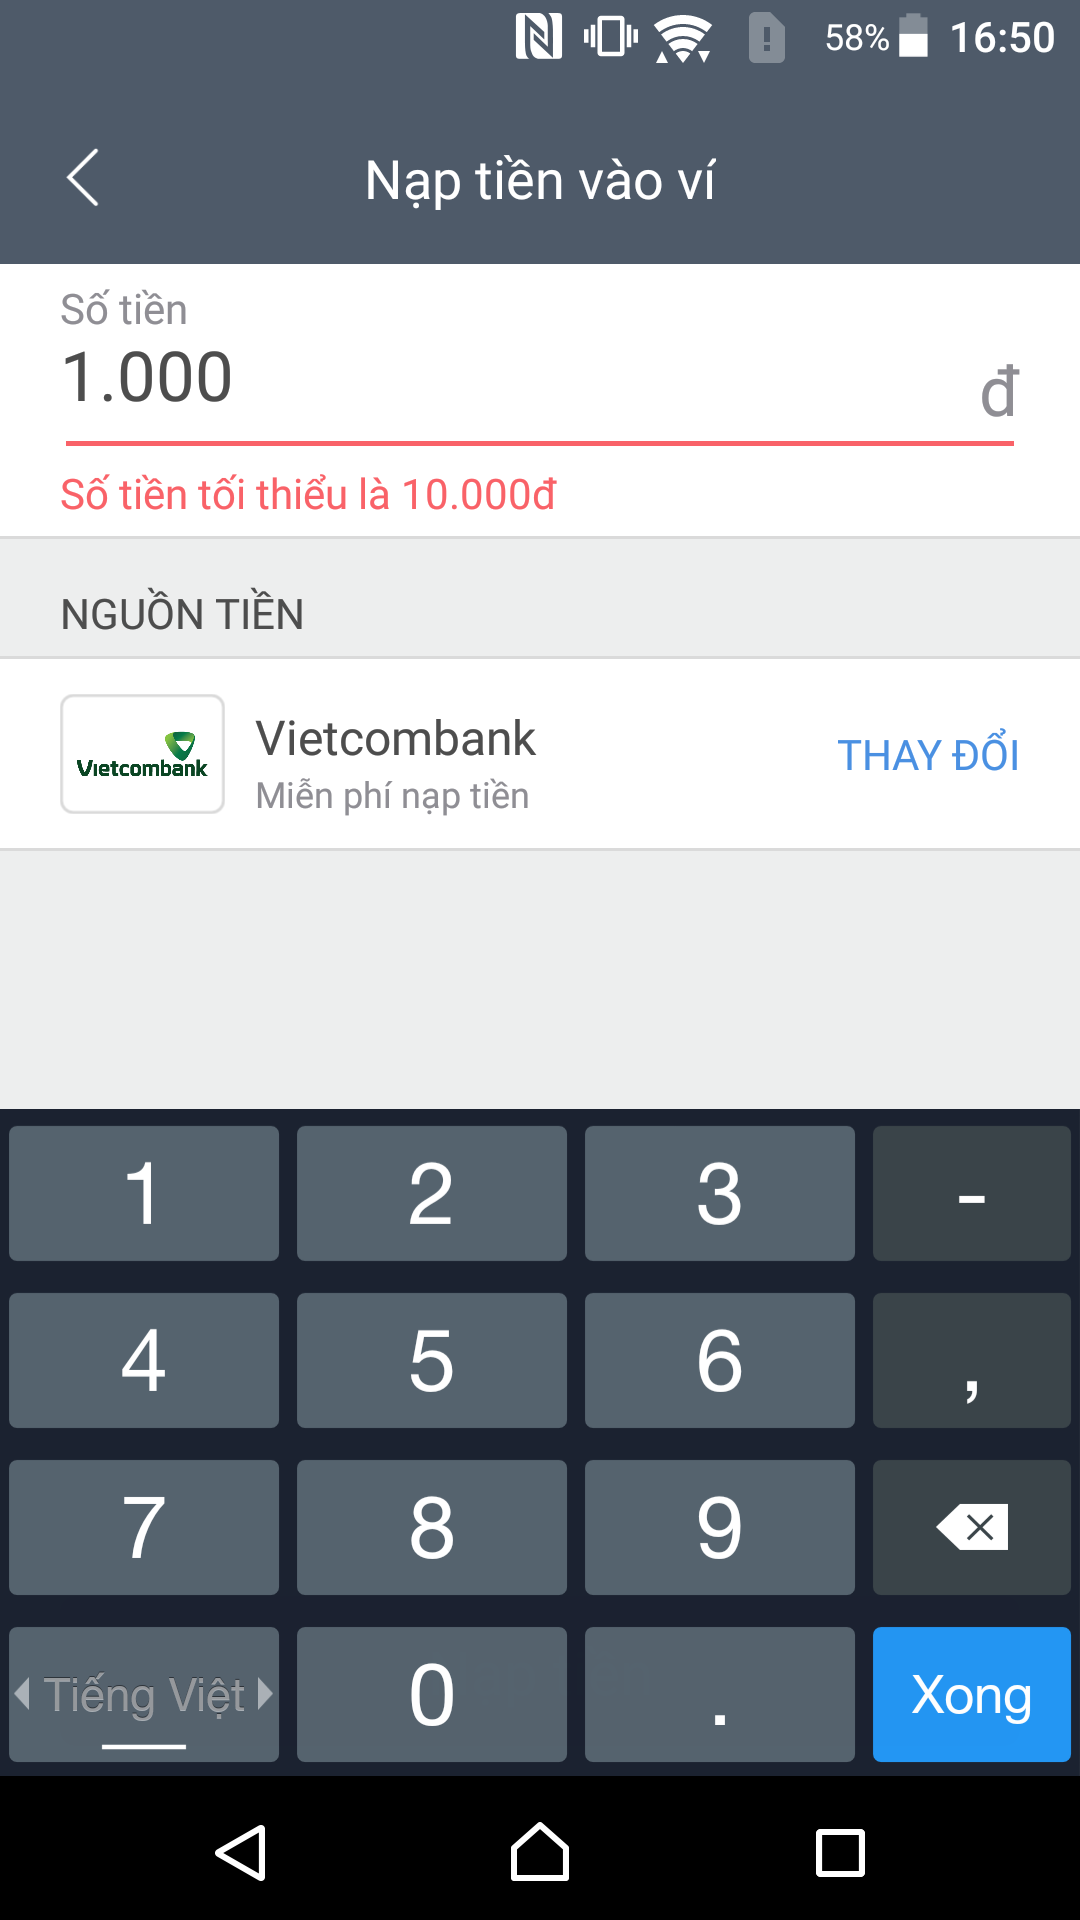 58% 16:50
Nạp tiền vào ví
Số tiền
1.000 đ
Số tiền tối thiểu là 10.000đ
NGUỒN TIỀN
Vietcombank
Vietcombank
Miễn phí nạp tiền
THAY ĐỔI
1 2 3 -
4 5 6 ,
7 8 9
Tiếng Việt 0 . Xong